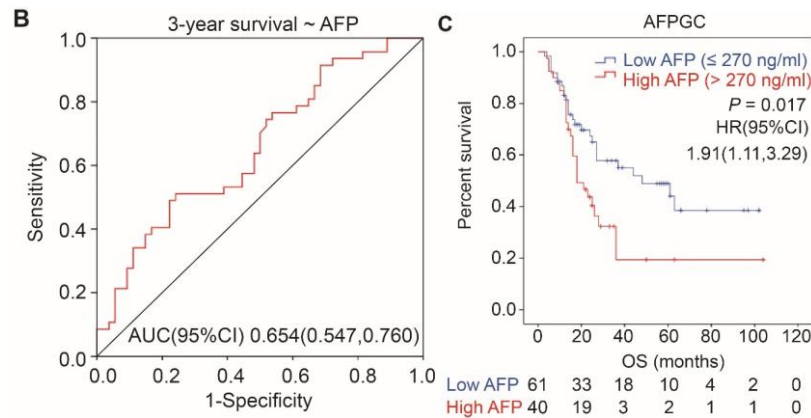 B
3-year survival ~ AFP
Sensitivity
1.0
0.8
0.6
0.4
0.2
0.0
AUC(95%CI) 0.654(0.547,0.760)
0.0 0.2 0.4 0.6 0.8 1.0
1-Specificity
C
AFPGC
Low AFP (≤ 270 ng/ml)
High AFP (> 270 ng/ml)
P = 0.017
HR(95%CI)
1.91(1.11,3.29)
Percent survival
1.0
0.8
0.6
0.4
0.2
0.0
0 20 40 60 80 100 120
OS (months)
Low AFP 61 33 18 10 4 2 0
High AFP 40 19 3 2 1 1 0